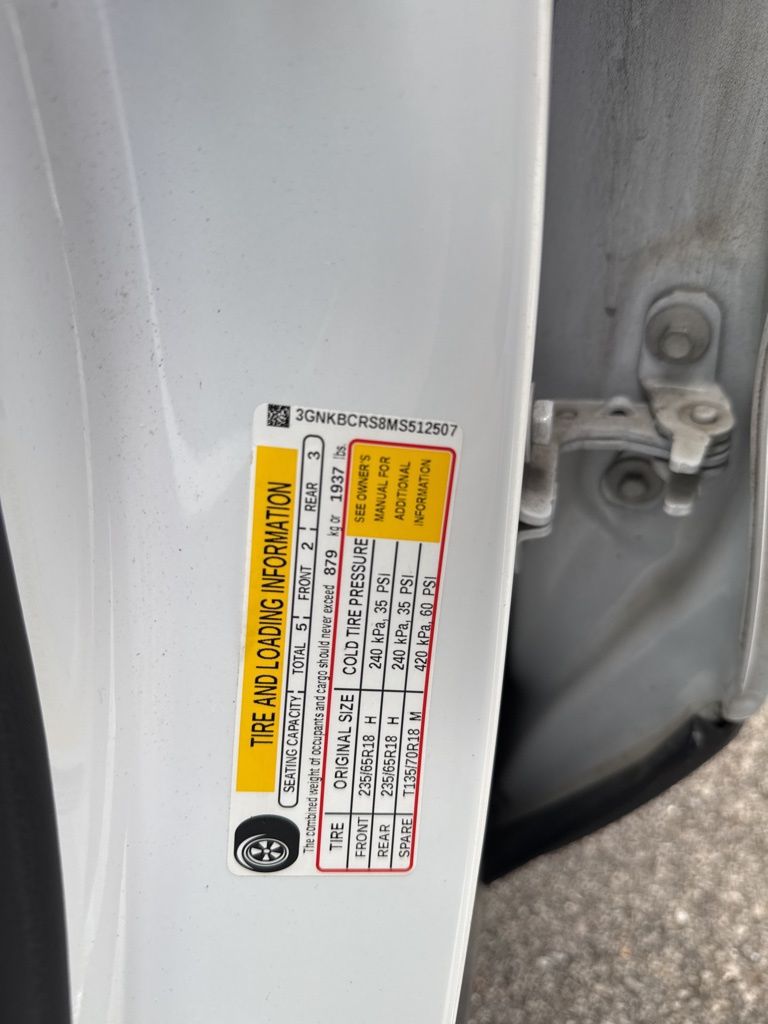 3GNKBCRS8MS512507
TIRE AND LOADING INFORMATION
SEATING CAPACITY TOTAL 5 FRONT 2 REAR 3
The combined weight of occupants and cargo should never exceed 879 kg or 1937 lbs.
TIRE ORIGINAL SIZE COLD TIRE PRESSURE
FRONT 235/65R18 H 240 kPa, 35 PSI
REAR 235/65R18 H 240 kPa, 35 PSI
SPARE T135/70R18 M 420 kPa, 60 PSI
SEE OWNER'S
MANUAL FOR
ADDITIONAL
INFORMATION